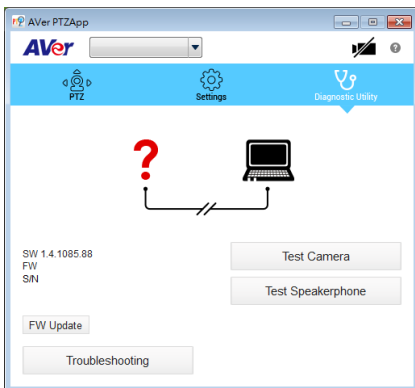 AVer PTZApp
AVer
?
PTZ
Settings
Diagnostic Utility
?
SW 1.4.1085.88
FW
S/N
Test Camera
Test Speakerphone
FW Update
Troubleshooting